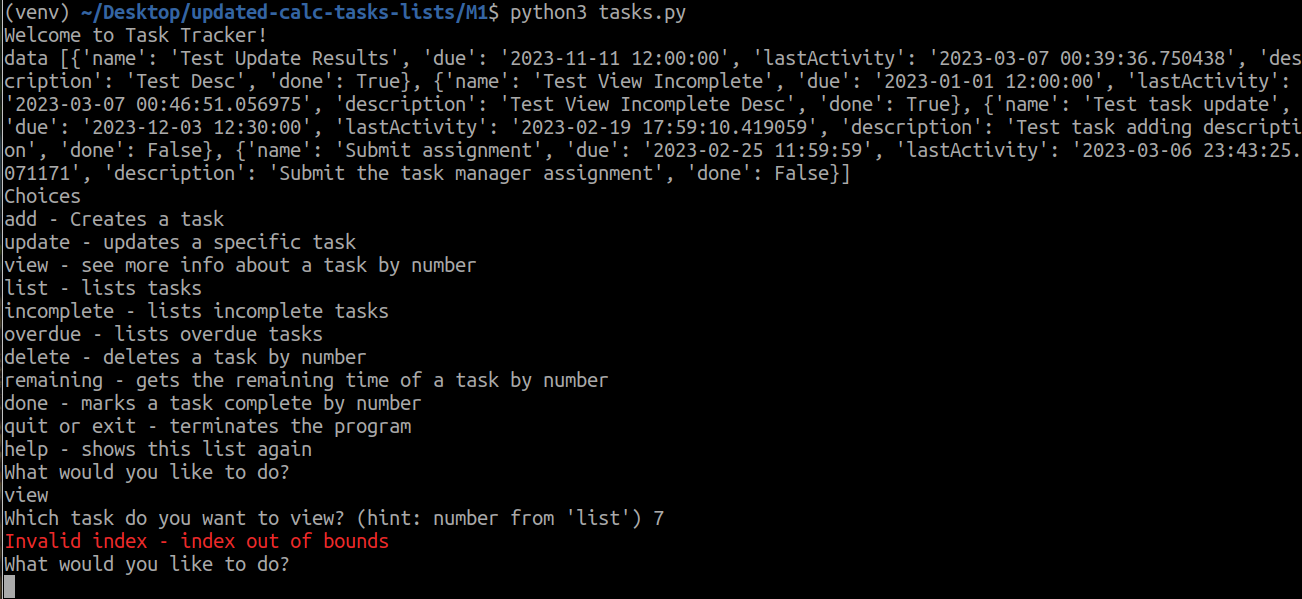 (venv) ~/Desktop/updated-calc-tasks-lists/M1$ python3 tasks.py
Welcome to Task Tracker!
data [{'name': 'Test Update Results', 'due': '2023-11-11 12:00:00', 'lastActivity': '2023-03-07 00:39:36.750438', 'des
cription': 'Test Desc', 'done': True}, {'name': 'Test View Incomplete', 'due': '2023-01-01 12:00:00', 'lastActivity':
'2023-03-07 00:46:51.056975', 'description': 'Test View Incomplete Desc', 'done': True}, {'name': 'Test task update',
'due': '2023-12-03 12:30:00', 'lastActivity': '2023-02-19 17:59:10.419059', 'description': 'Test task adding descripti
on', 'done': False}, {'name': 'Submit assignment', 'due': '2023-02-25 11:59:59', 'lastActivity': '2023-03-06 23:43:25.
071171', 'description': 'Submit the task manager assignment', 'done': False}]
Choices
add - Creates a task
update - updates a specific task
view - see more info about a task by number
list - lists tasks
incomplete - lists incomplete tasks
overdue - lists overdue tasks
delete - deletes a task by number
remaining - gets the remaining time of a task by number
done - marks a task complete by number
quit or exit - terminates the program
help - shows this list again
What would you like to do?
view
Which task do you want to view? (hint: number from 'list') 7
Invalid index - index out of bounds
What would you like to do?